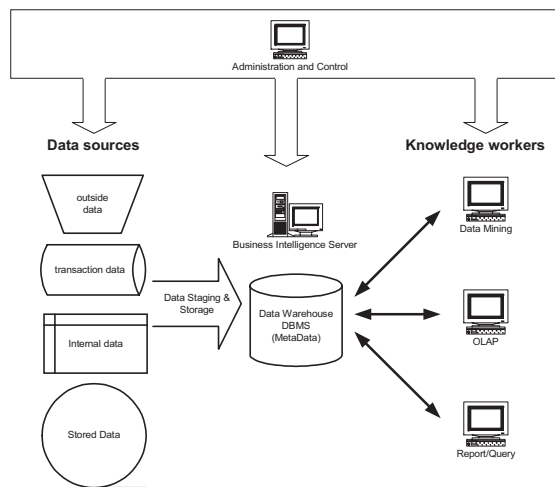 Administration and Control
Data sources
Knowledge workers
outside
data
transaction data
Internal data
Stored Data
Data Staging &
Storage
Business Intelligence Server
Data Warehouse
DBMS
(MetaData)
Data Mining
OLAP
Report/Query